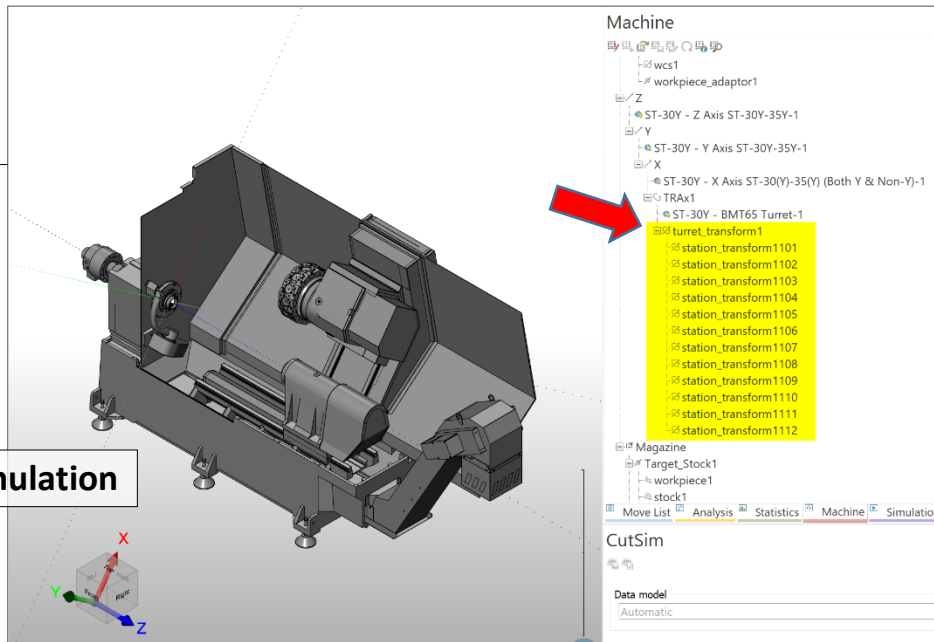 Machine
wcs1
workpiece_adaptor1
Z
ST-30Y - Z Axis ST-30Y-35Y-1
Y
ST-30Y - Y Axis ST-30Y-35Y-1
X
ST-30Y - X Axis ST-30(Y)-35(Y) (Both Y & Non-Y)-1
TRAx1
ST-30Y - BMT65 Turret-1
turret_transform1
station_transform1101
station_transform1102
station_transform1103
station_transform1104
station_transform1105
station_transform1106
station_transform1107
station_transform1108
station_transform1109
station_transform1110
station_transform1111
station_transform1112
Magazine
Target_Stock1
workpiece1
stock1
Move List Analysis Statistics Machine Simulatio
CutSim
Data model
Automatic
nulation
X
Y
Z
Top
Front
Right